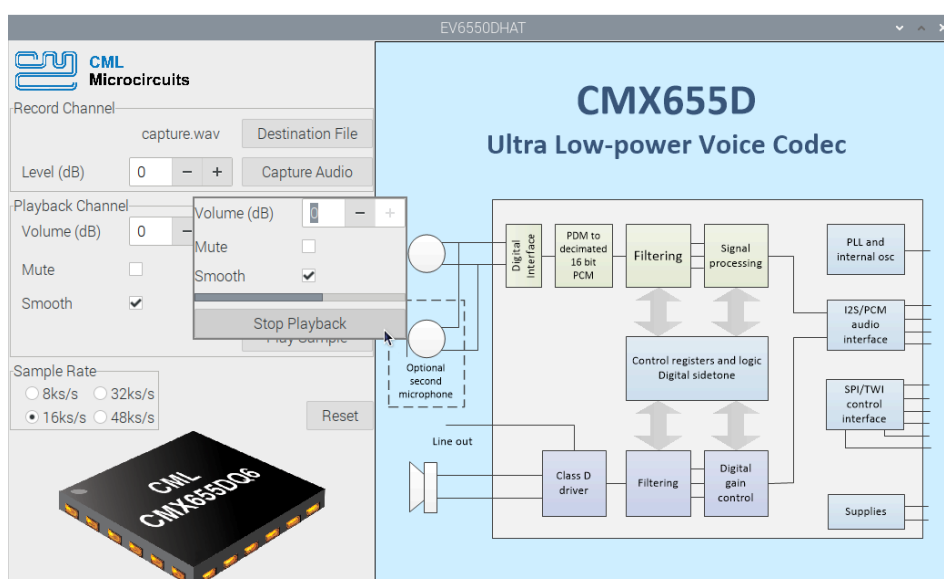 EV6550DHAT
CML
Microcircuits
Record Channel
capture.wav
Destination File
Level (dB)
0
Capture Audio
Playback Channel
Volume (dB)
0
Mute
Smooth
Volume (dB)
0
Mute
Smooth
Stop Playback
Play Sample
Sample Rate
8ks/s
32ks/s
16ks/s
48ks/s
Reset
CML
CMX655DQ6
CMX655D
Ultra Low-power Voice Codec
Digital
Interface
PDM to
decimated
16 bit
PCM
Filtering
Signal
processing
PLL and
internal osc
I2S/PCM
audio
interface
Control registers and logic
Digital sidetone
SPI/TWI
control
interface
Optional
second
microphone
Line out
Class D
driver
Filtering
Digital
gain
control
Supplies